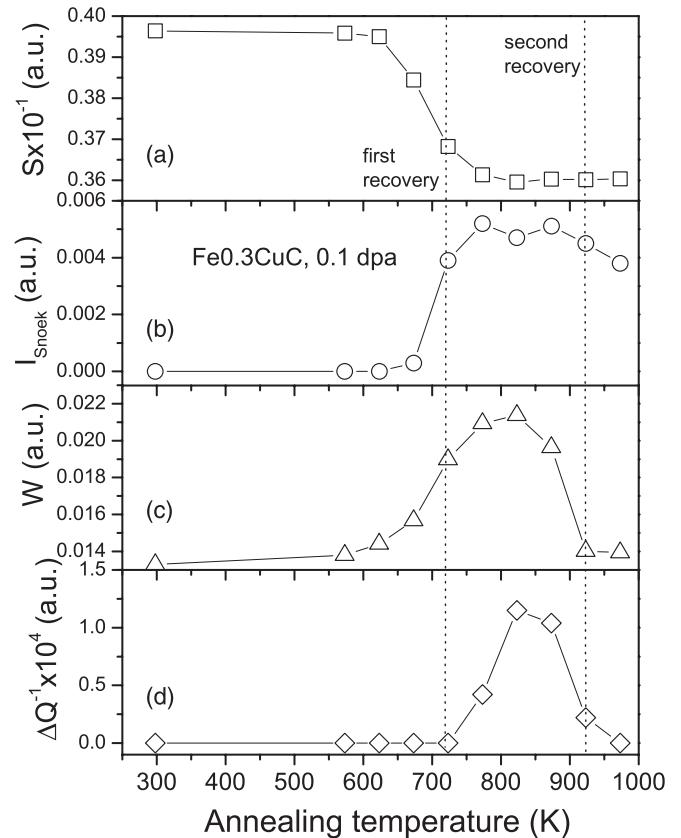 0.40
0.39
0.38
0.37
0.36
Sx10⁻¹ (a.u.)
(a)
second
recovery
first
recovery
0.006
0.004
0.002
0.000
I_Snoek (a.u.)
(b)
Fe0.3CuC, 0.1 dpa
0.022
0.020
0.018
0.016
0.014
W (a.u.)
(c)
1.5
1.0
0.5
0.0
ΔQ⁻¹x10⁴ (a.u.)
(d)
300 400 500 600 700 800 900 1000
Annealing temperature (K)